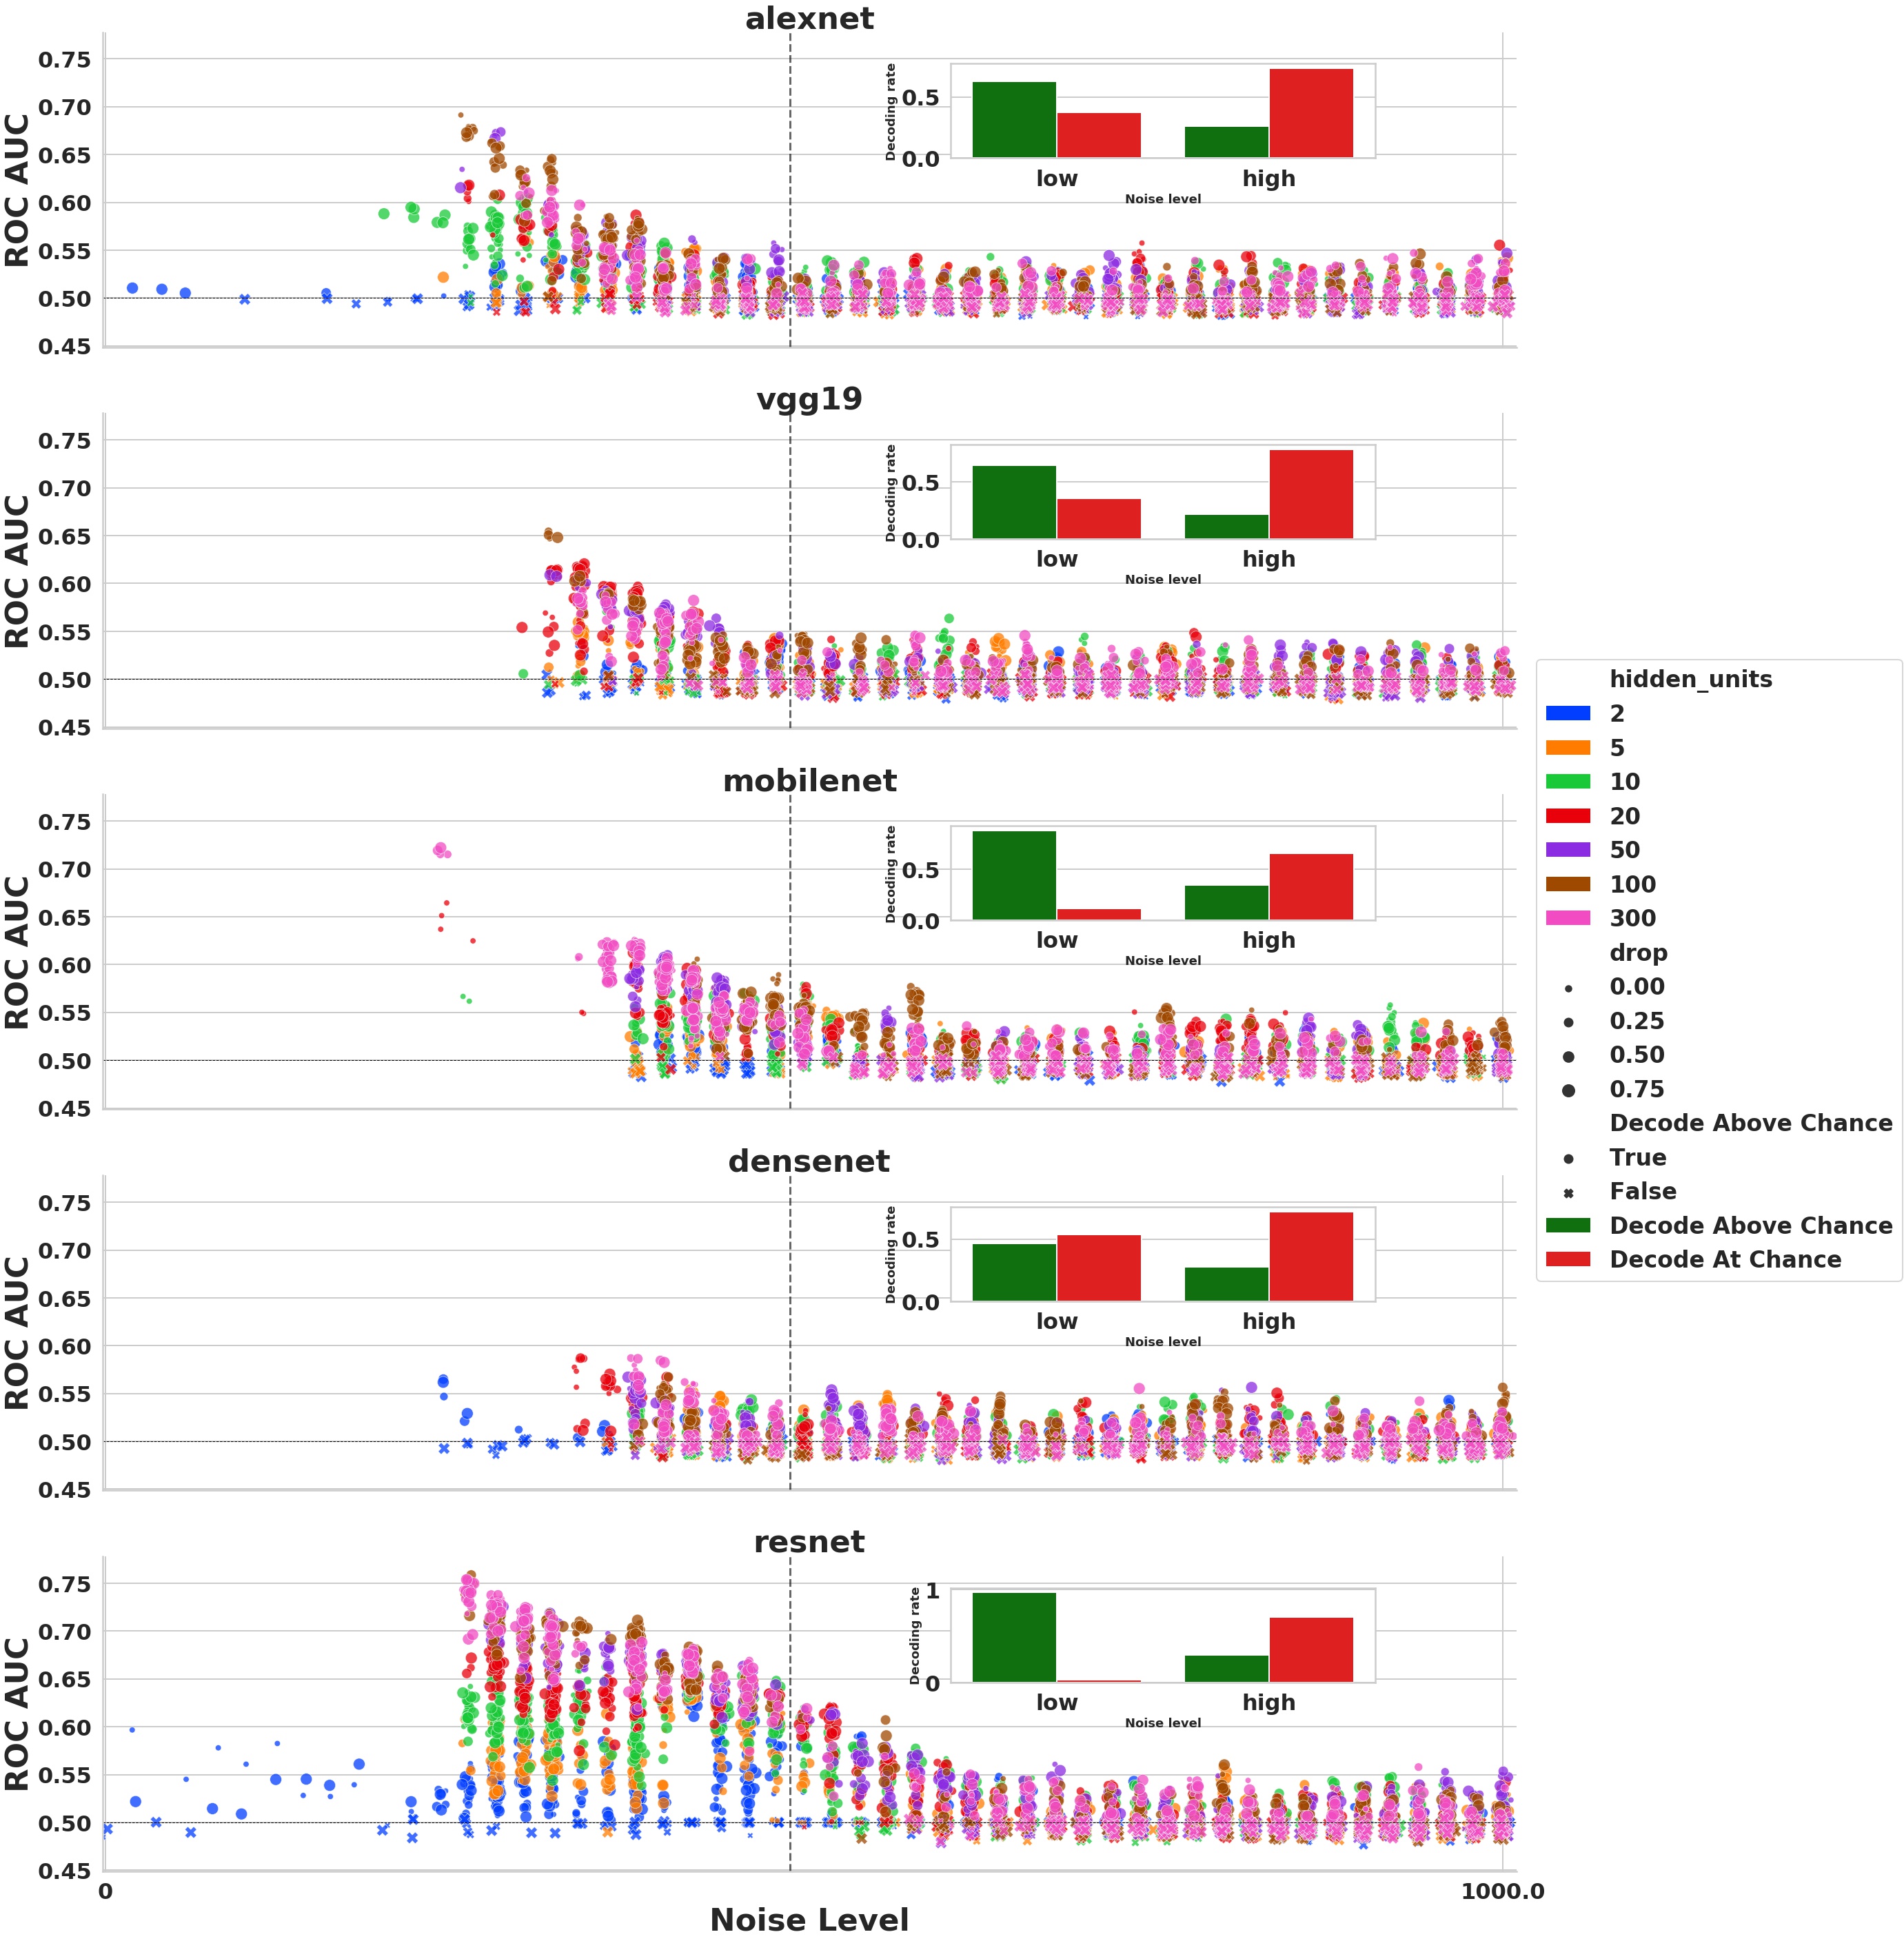 alexnet
0.75
0.70
0.65
0.60
0.55
0.50
0.45
ROC AUC
Decoding rate
0.5
0.0
low high
Noise level
vgg19
0.75
0.70
0.65
0.60
0.55
0.50
0.45
ROC AUC
Decoding rate
0.5
0.0
low high
Noise level
mobilenet
0.75
0.70
0.65
0.60
0.55
0.50
0.45
ROC AUC
Decoding rate
0.5
0.0
low high
Noise level
densenet
0.75
0.70
0.65
0.60
0.55
0.50
0.45
ROC AUC
Decoding rate
0.5
0.0
low high
Noise level
resnet
0.75
0.70
0.65
0.60
0.55
0.50
0.45
ROC AUC
Decoding rate
1
0
low high
Noise level
0 1000.0
Noise Level
hidden_units
2
5
10
20
50
100
300
drop
0.00
0.25
0.50
0.75
Decode Above Chance
True
False
Decode Above Chance
Decode At Chance